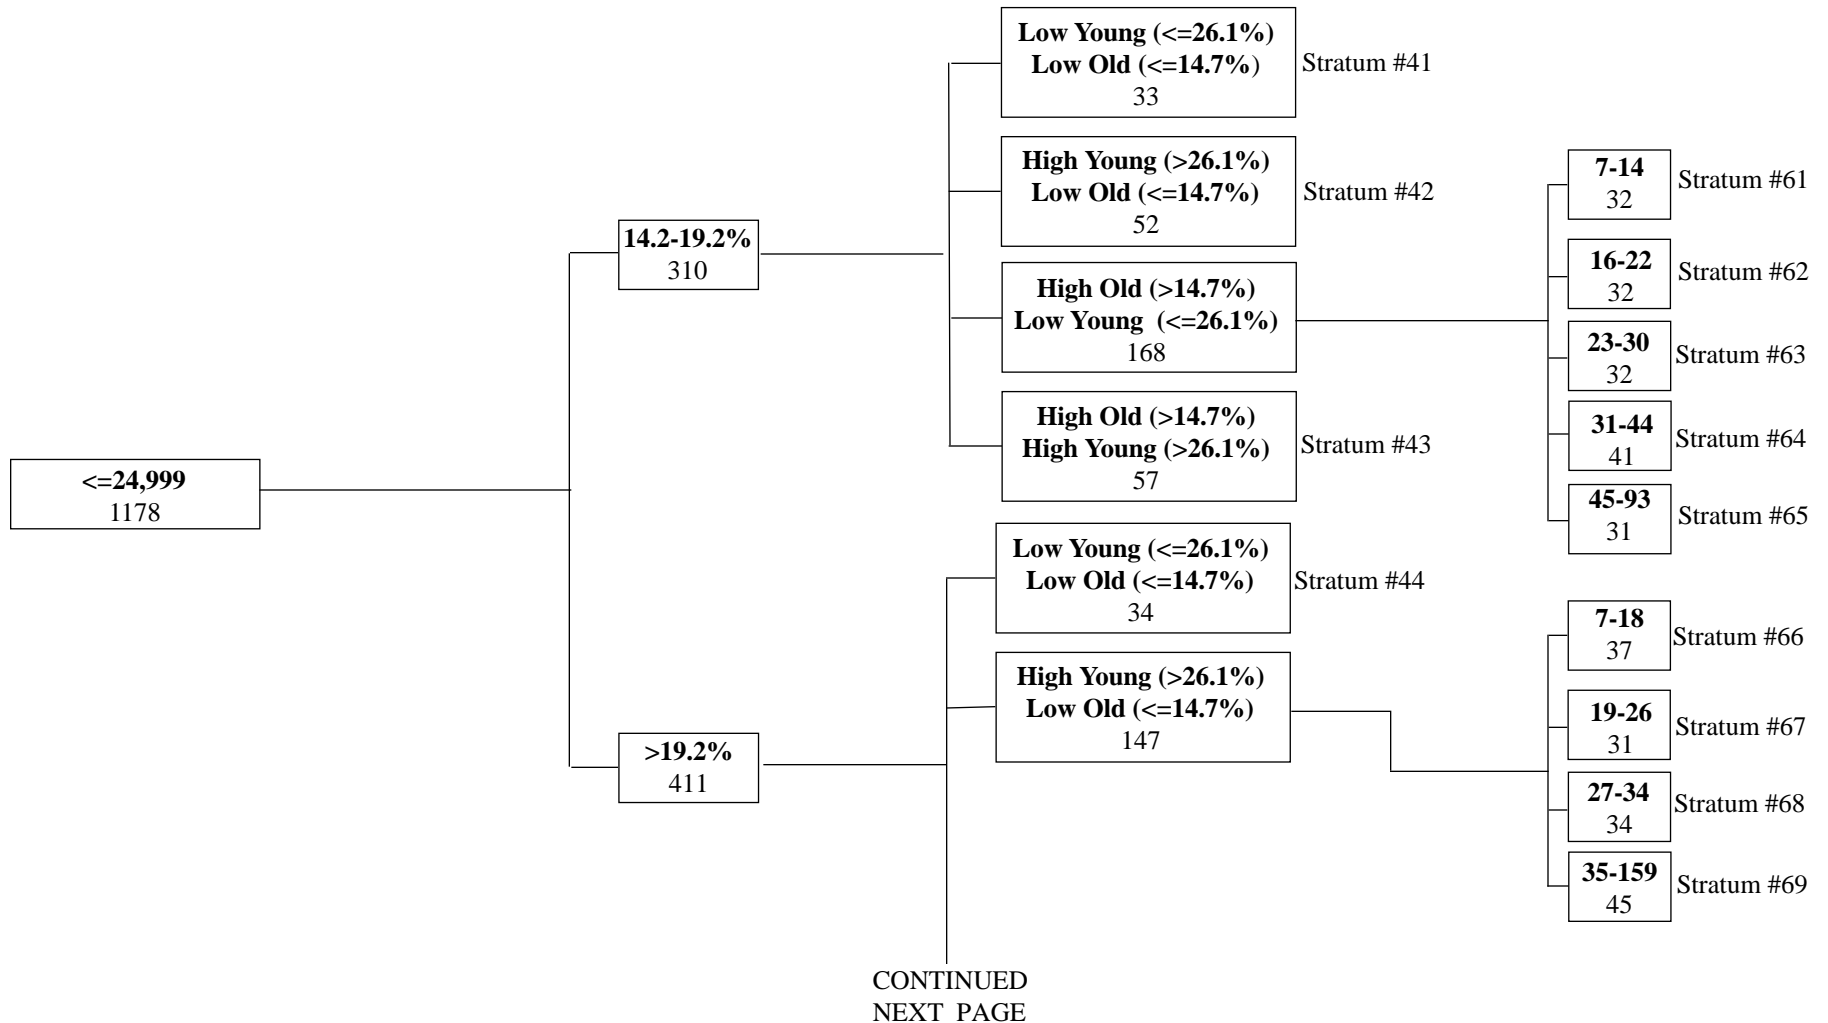 Low Young (<=26.1%)
Low Old (<=14.7%)
33
Stratum #41
High Young (>26.1%)
Low Old (<=14.7%)
52
Stratum #42
7-14
32
Stratum #61
14.2-19.2%
310
16-22
32
Stratum #62
High Old (>14.7%)
Low Young  (<=26.1%)
168
23-30
32
Stratum #63
High Old (>14.7%)
High Young (>26.1%)
57
Stratum #43
31-44
41
Stratum #64
<=24,999
1178
45-93
31
Stratum #65
Low Young (<=26.1%)
Low Old (<=14.7%)
34
Stratum #44
7-18
37
Stratum #66
High Young (>26.1%)
Low Old (<=14.7%)
147
19-26
31
Stratum #67
>19.2%
411
27-34
34
Stratum #68
35-159
45
Stratum #69
CONTINUED
NEXT  PAGE